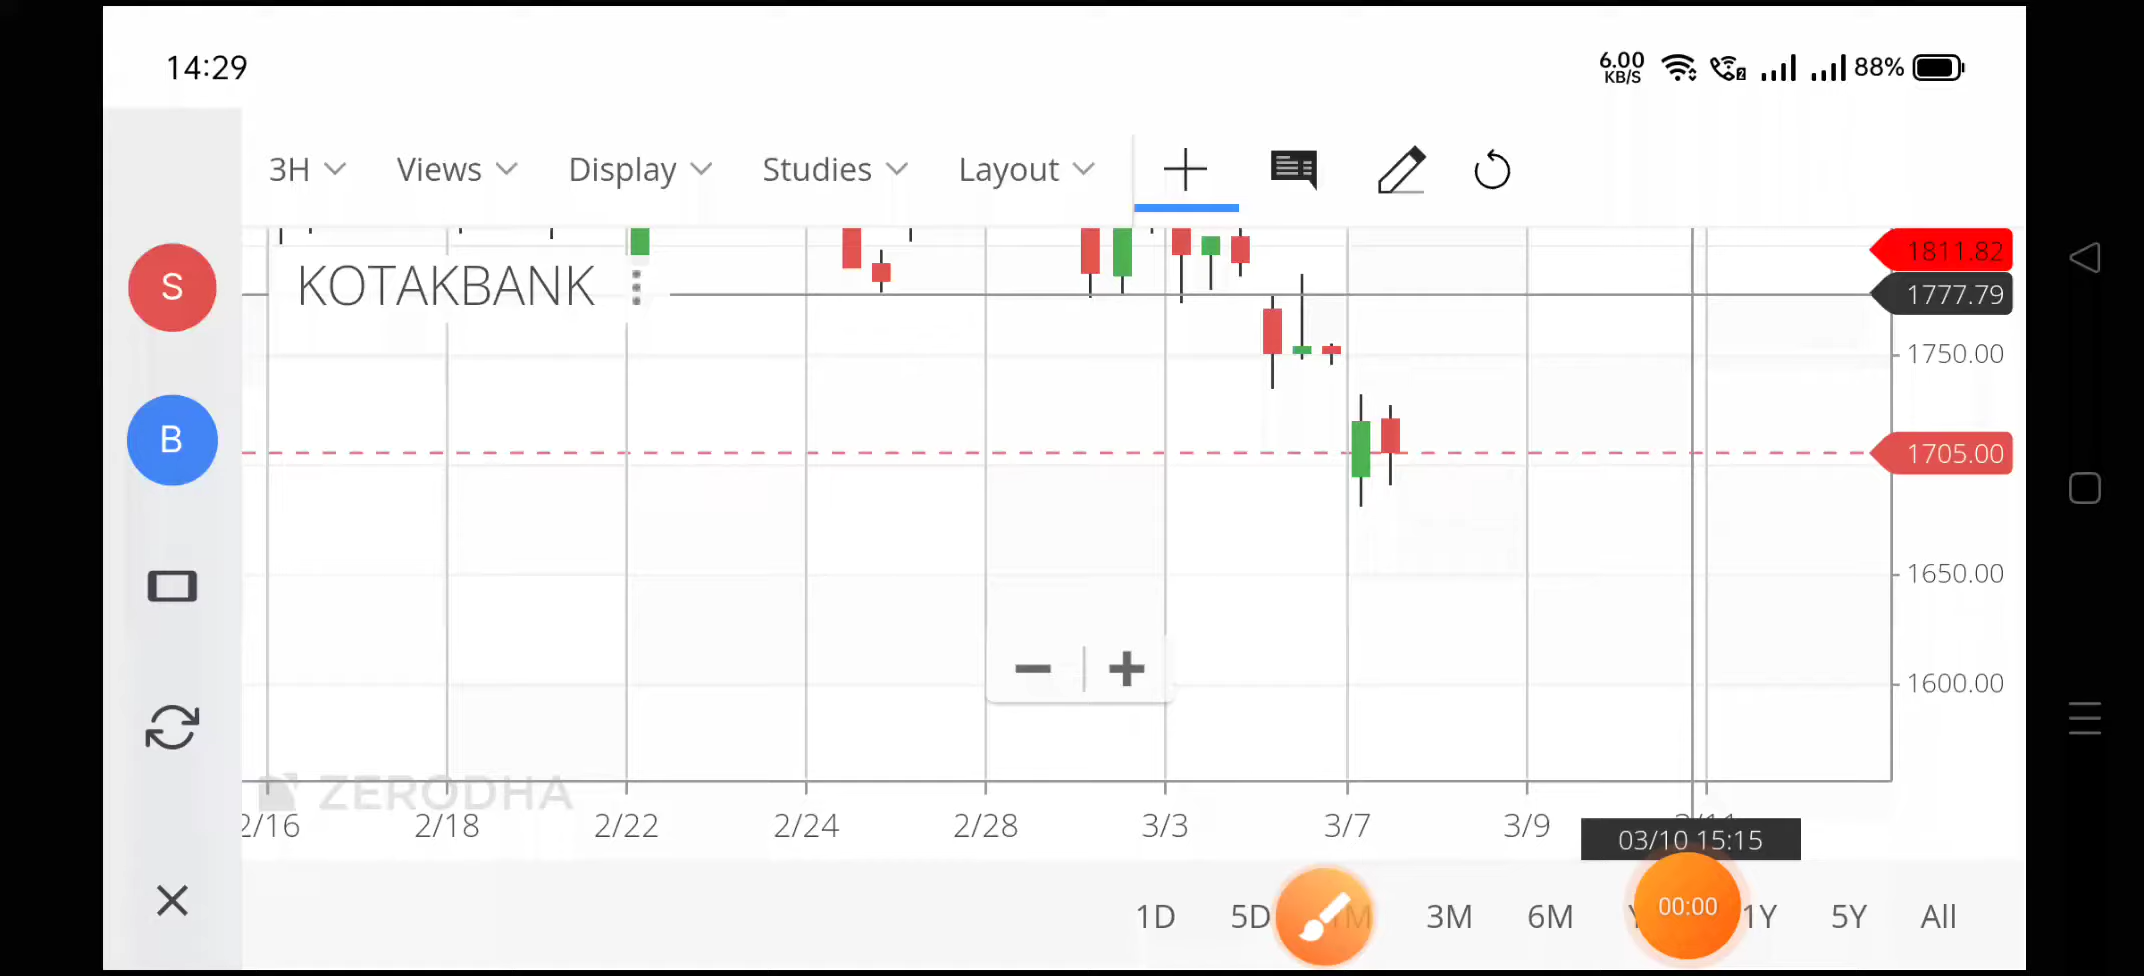 14:29
6.00
KB/S
2
88%
3H Views Display Studies Layout
S
KOTAKBANK
1811.82
1777.79
1750.00
B
1705.00
1650.00
1600.00
ZERODHA
2/16 2/18 2/22 2/24 2/28 3/3 3/7 3/9
03/10 15:15
1D 5D 3M 6M 00:00 1Y 5Y All